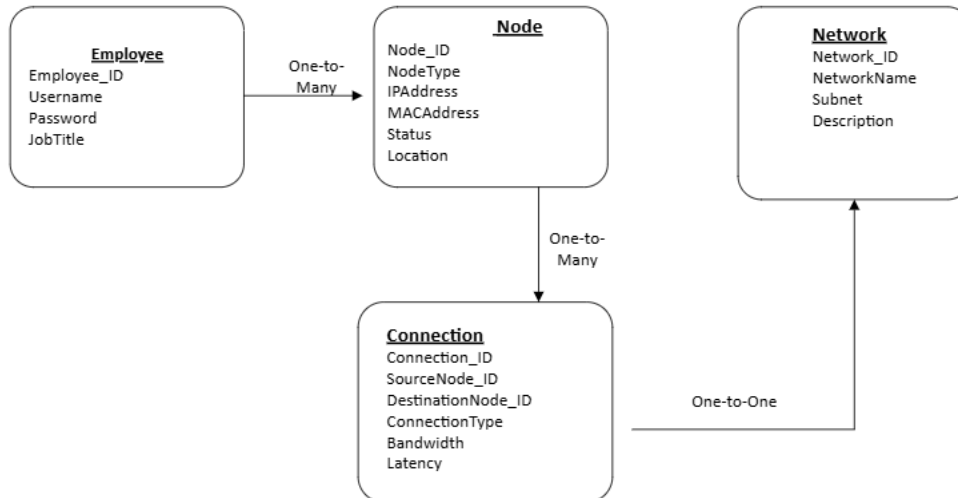 Employee
Employee_ID
Username
Password
JobTitle
One-to-
Many
Node
Node_ID
NodeType
IPAddress
MACAddress
Status
Location
Network
Network_ID
NetworkName
Subnet
Description
One-to-
Many
Connection
Connection_ID
SourceNode_ID
DestinationNode_ID
ConnectionType
Bandwidth
Latency
One-to-One